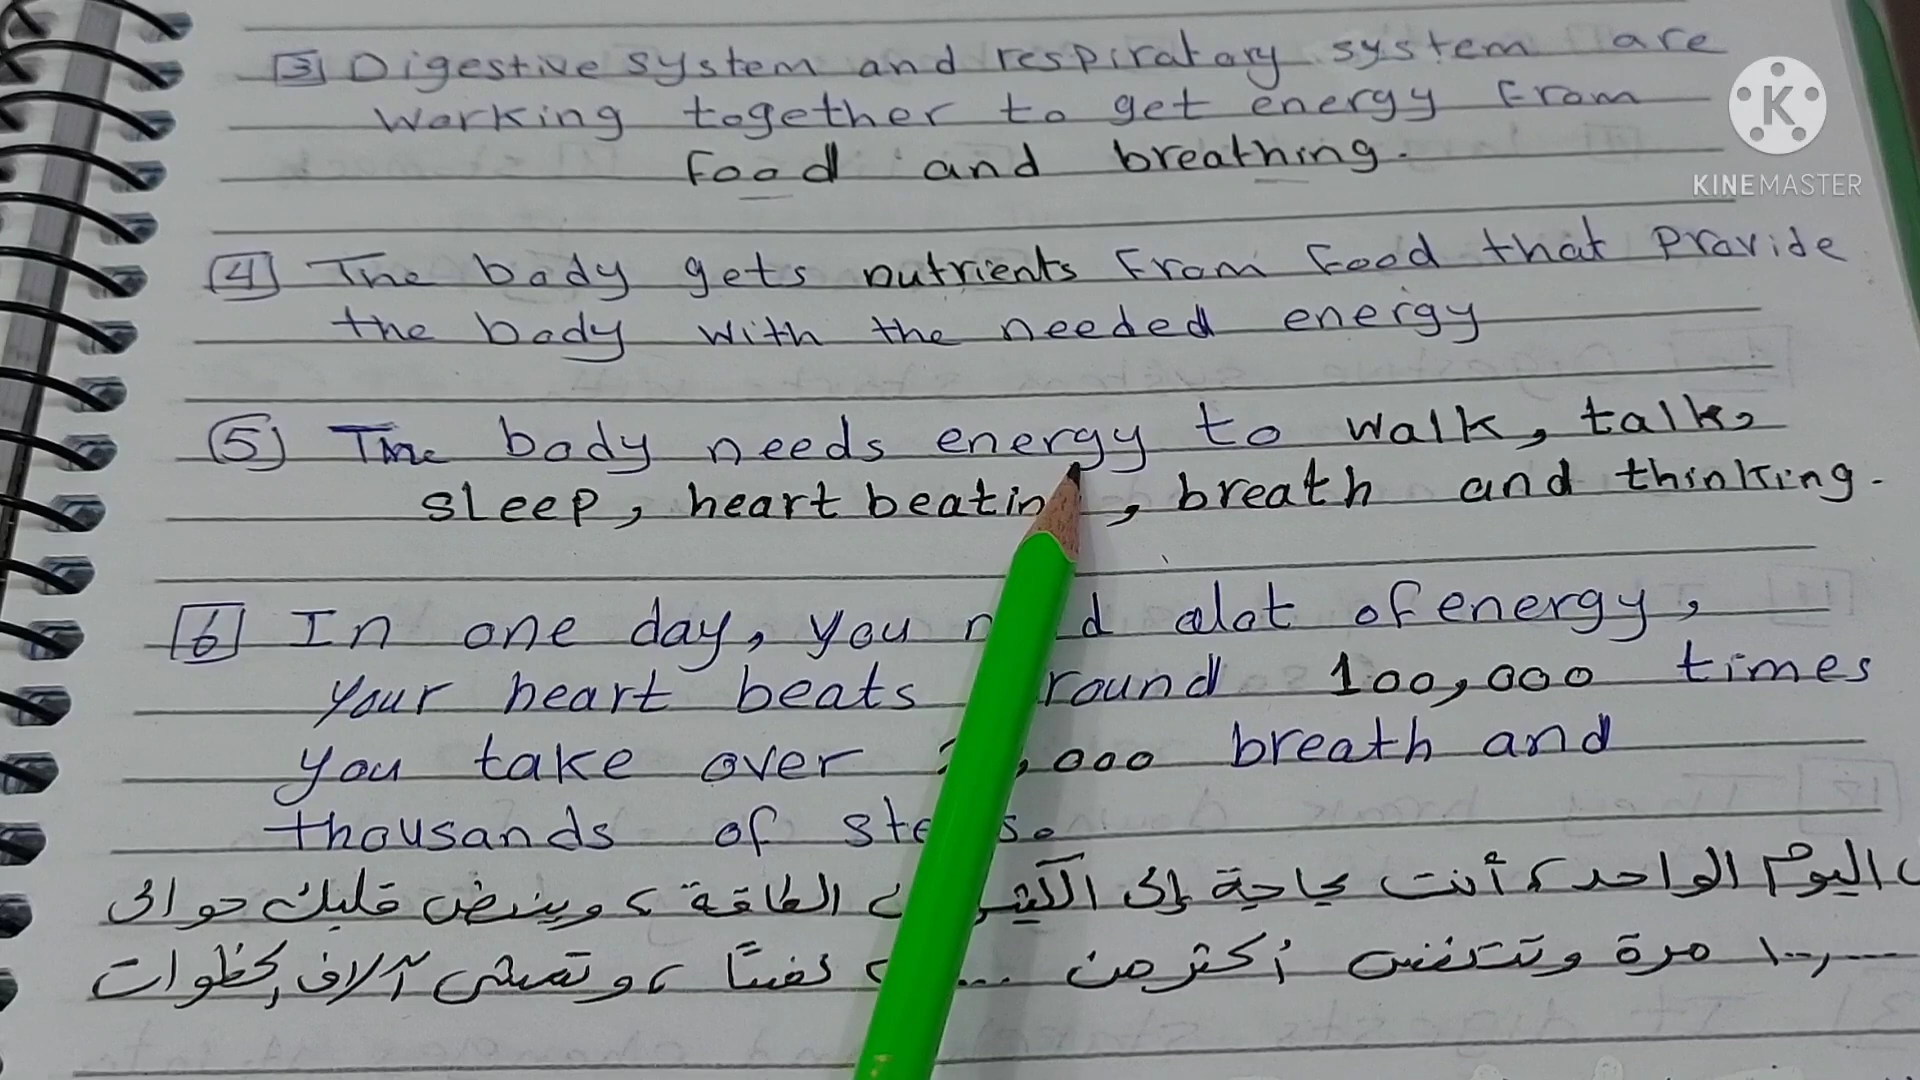 3 Digestive system and respiratory system are
working together to get energy from
food and breathing.
KINEMASTER
4 The body gets nutrients from food that provide
the body with the needed energy
5 The body needs energy to walk, talk,
sleep, heart beatin , breath and thinking.
6 In one day, you alot of energy,
your heart beats round 100,000 times
you take over ,000 breath and
thousands of ste s.
اليوم الواحد، أنت بحاجة إلى الطاقة، وينبض قلبك حوالى
١٠٠,٠٠٠ مرة وتتنفس أكثر من نفسًا، وتمشى آلاف الخطوات